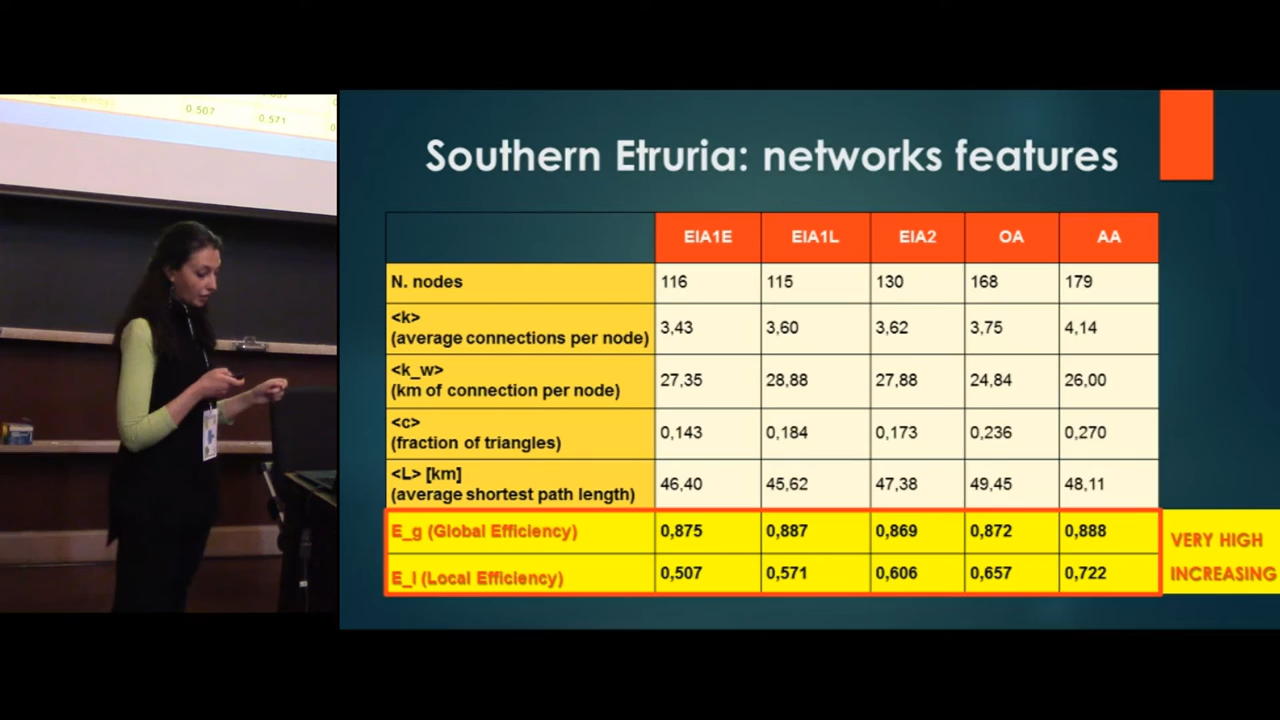 0.507
0.571
Southern Etruria: networks features
EIA1E EIA1L EIA2 OA AA
N. nodes 116 115 130 168 179
<k>
(average connections per node) 3,43 3,60 3,62 3,75 4,14
<k_w>
(km of connection per node) 27,35 28,88 27,88 24,84 26,00
<c>
(fraction of triangles) 0,143 0,184 0,173 0,236 0,270
<L> [km]
(average shortest path length) 46,40 45,62 47,38 49,45 48,11
E_g (Global Efficiency) 0,875 0,887 0,869 0,872 0,888 VERY HIGH
E_l (Local Efficiency) 0,507 0,571 0,606 0,657 0,722 INCREASING